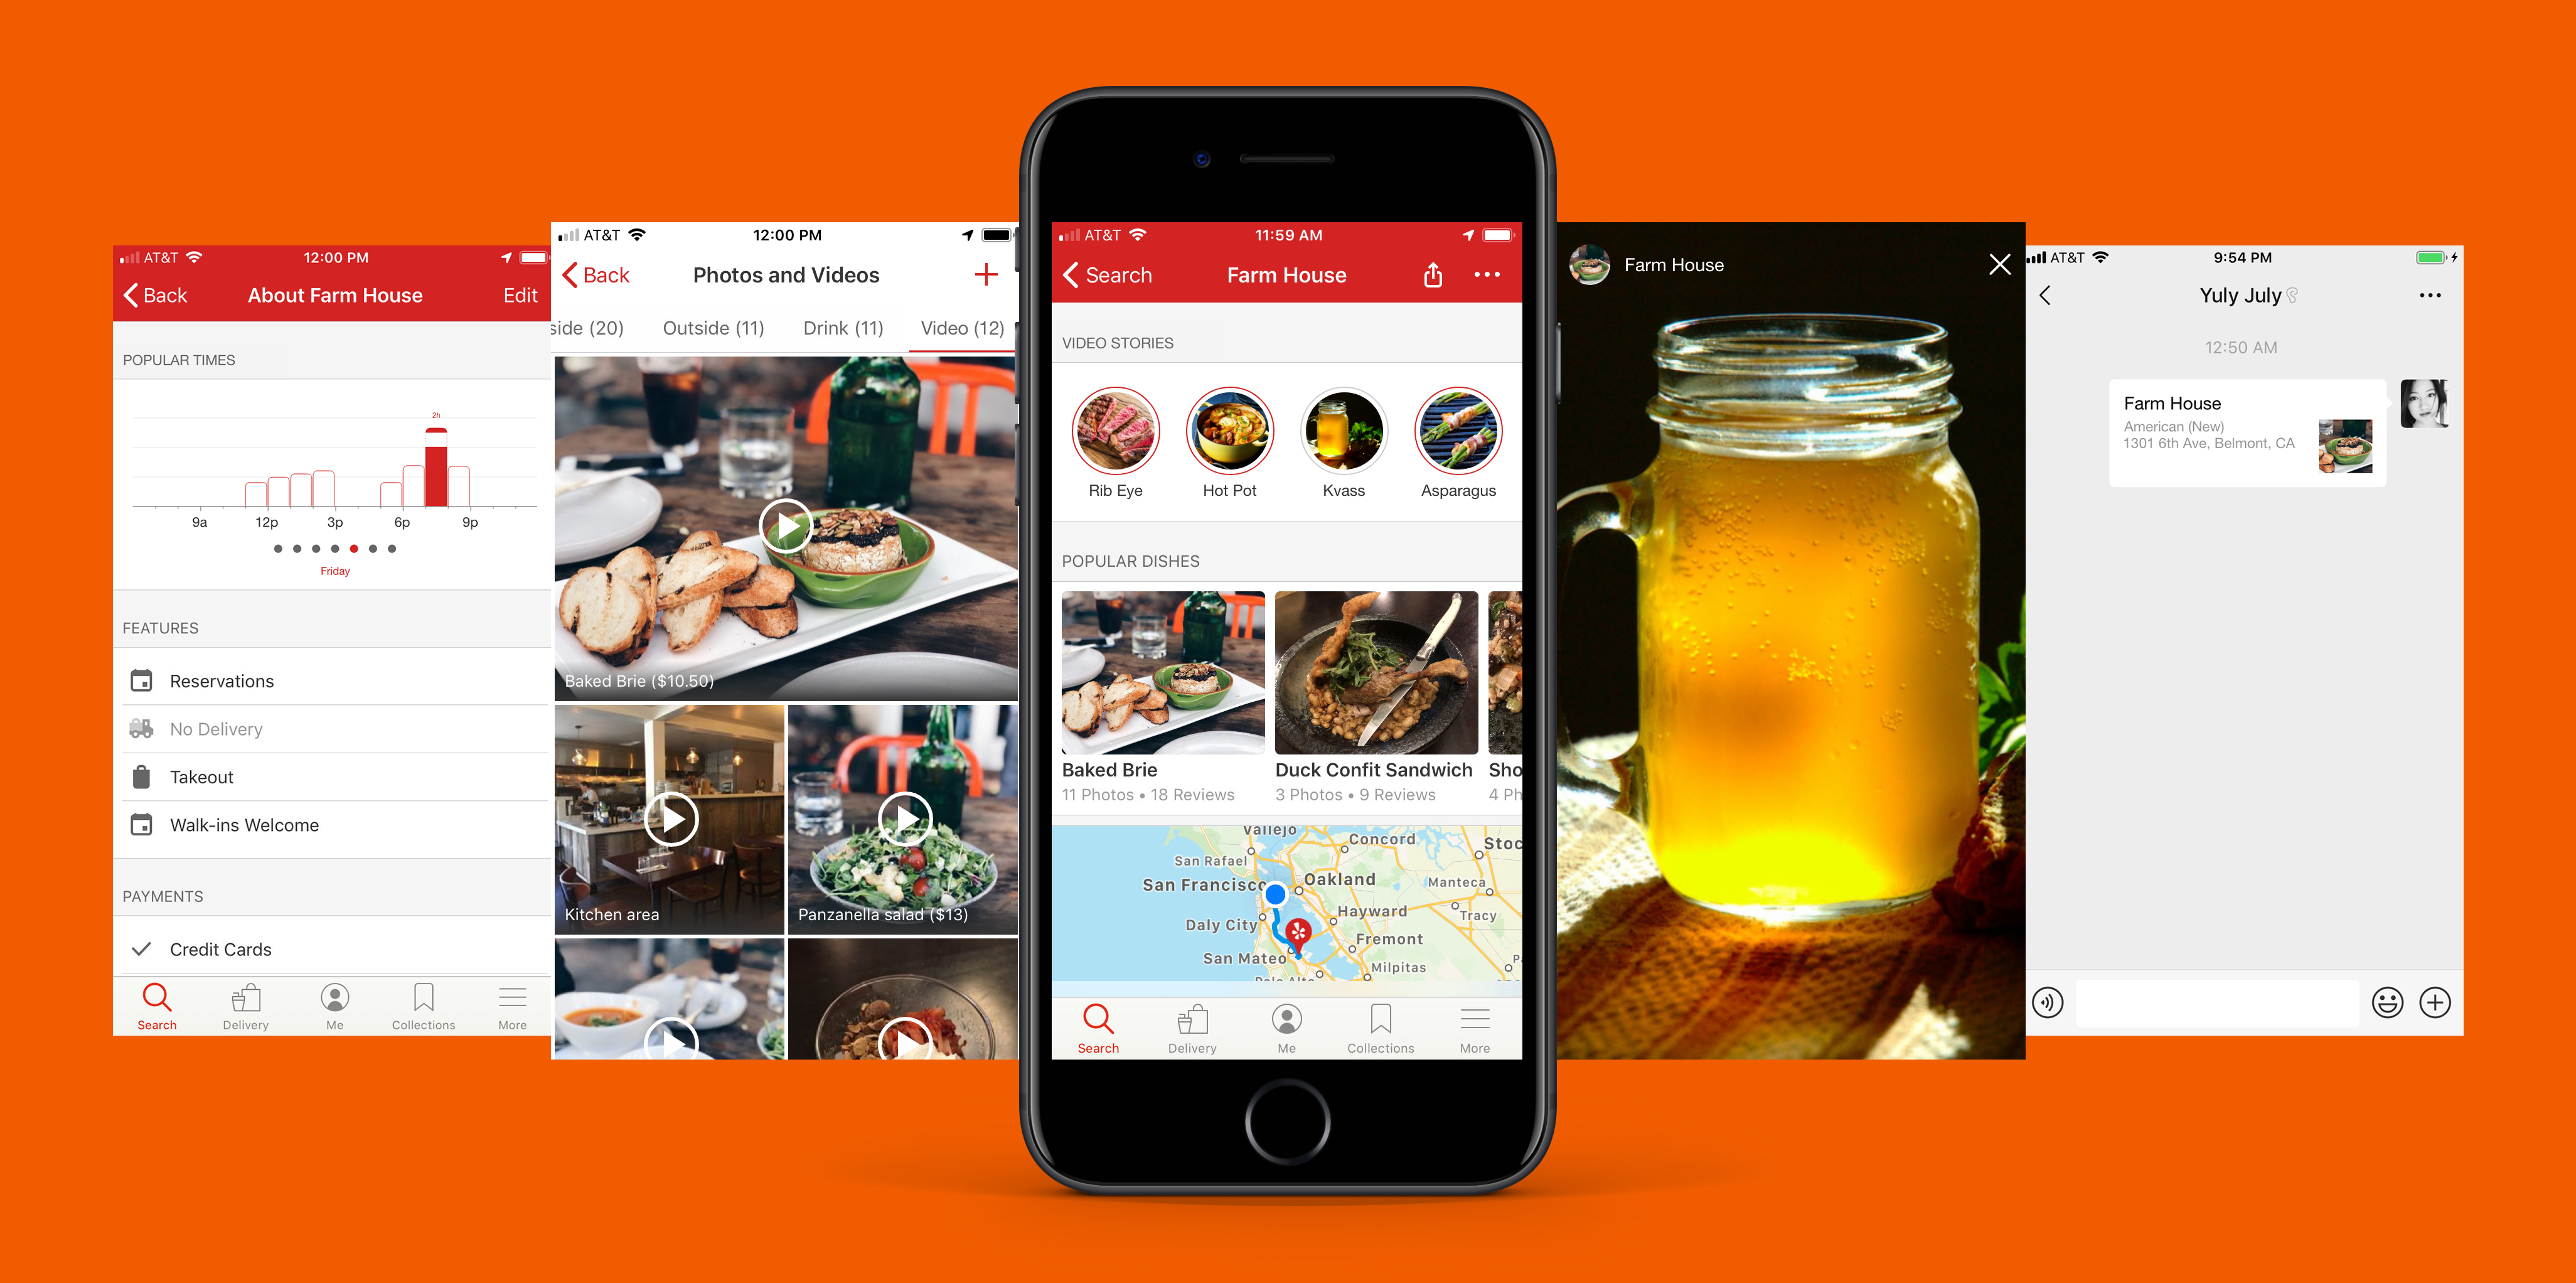 AT&T 12:00 PM
Back About Farm House Edit
POPULAR TIMES
2h
9a 12p 3p 6p 9p
Friday
FEATURES
Reservations
No Delivery
Takeout
Walk-ins Welcome
PAYMENTS
Credit Cards
Search Delivery Me Collections More
AT&T 12:00 PM
Back Photos and Videos
side (20) Outside (11) Drink (11) Video (12)
Baked Brie ($10.50)
Kitchen area
Panzanella salad ($13)
AT&T 11:59 AM
Search Farm House
VIDEO STORIES
Rib Eye Hot Pot Kvass Asparagus
POPULAR DISHES
Baked Brie Duck Confit Sandwich Sho
11 Photos • 18 Reviews 3 Photos • 9 Reviews 4 Ph
Vallejo
Concord
Stoc
San Rafael
San Francisco
Oakland
Manteca
Hayward
Tracy
Daly City
Fremont
San Mateo
Milpitas
Palo Alto
Search Delivery Me Collections More
Farm House
AT&T 9:54 PM
Yuly July
12:50 AM
Farm House
American (New)
1301 6th Ave, Belmont, CA